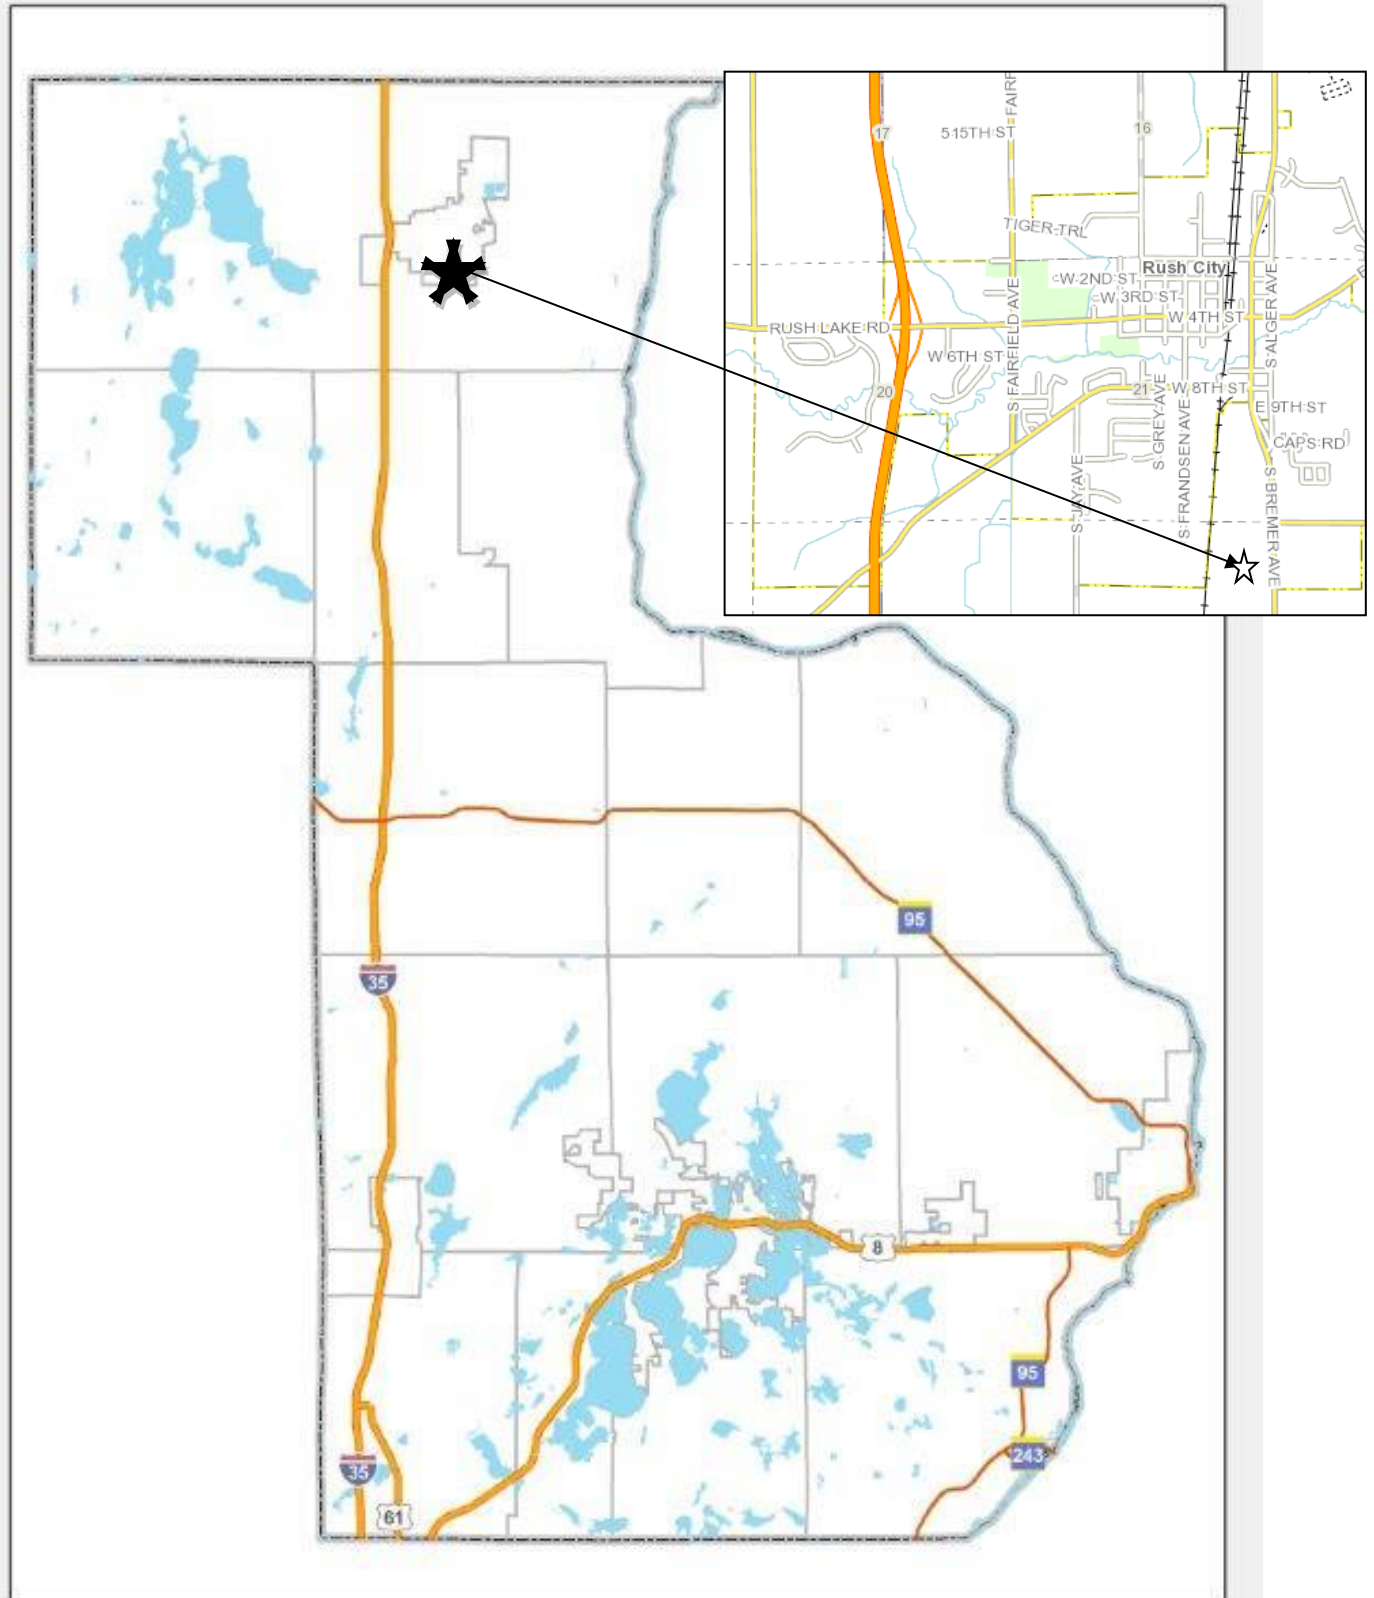 FAIRF
17
515TH ST
16
TIGER TRL
W 2ND ST
Rush City
W 3RD ST
W 4TH ST
RUSH LAKE RD
S FAIRFIELD AVE
S ALGER AVE
E
W 6TH ST
20
21
W 8TH ST
S GREY AVE
S FRANDSEN AVE
E 9TH ST
CAPS RD
S JAY AVE
S BREMER AVE
95
35
8
95
243
35
61